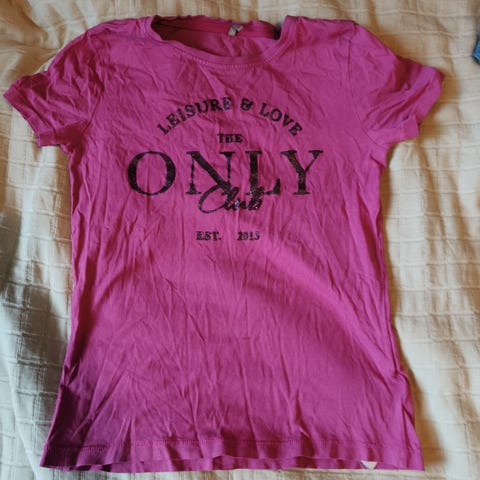 LEISURE & LOVE
THE
ONLY
Club
EST. 2015